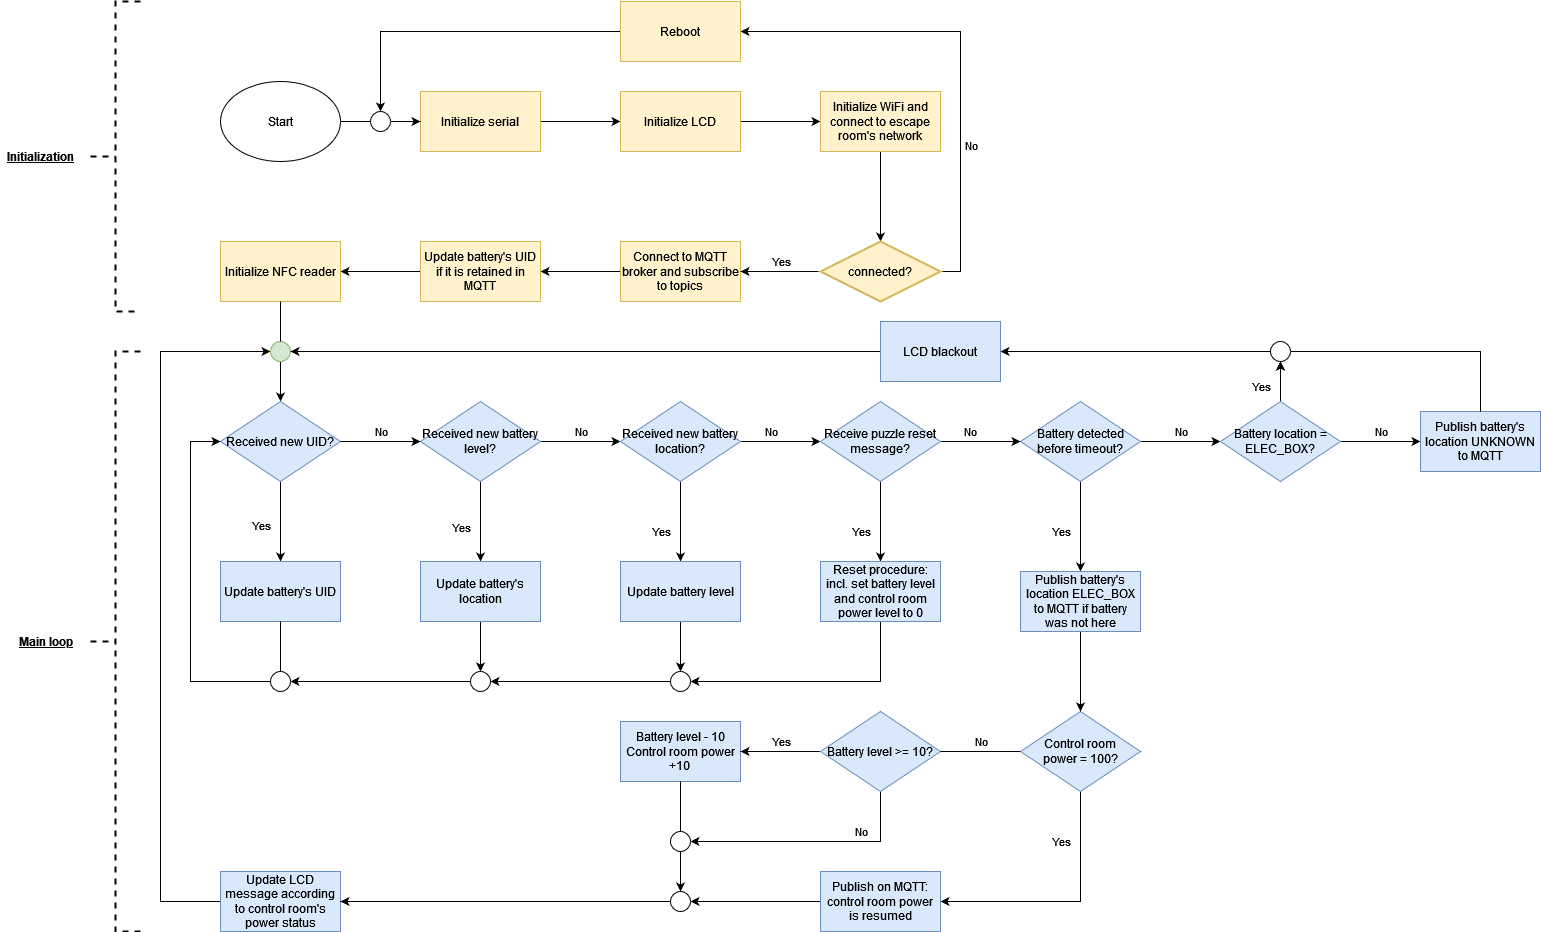 Reboot
Start
Initialize serial
Initialize LCD
Initialize WiFi and
connect to escape
room's network
No
Initialization
Initialize NFC reader
Update battery's UID
if it is retained in
MQTT
Connect to MQTT
broker and subscribe
to topics
Yes
connected?
LCD blackout
Yes
Received new UID?
No
Received new battery
level?
No
Received new battery
location?
No
Receive puzzle reset
message?
No
Battery detected
before timeout?
No
Battery location =
ELEC_BOX?
No
Publish battery's
location UNKNOWN
to MQTT
Yes
Yes
Yes
Yes
Yes
Update battery's UID
Update battery's
location
Update battery level
Reset procedure:
incl. set battery level
and control room
power level to 0
Publish battery's
location ELEC_BOX
to MQTT if battery
was not here
Main loop
Battery level - 10
Control room power
+10
Yes
Battery level >= 10?
No
Control room
power = 100?
No
Yes
Update LCD
message according
to control room's
power status
Publish on MQTT:
control room power
is resumed